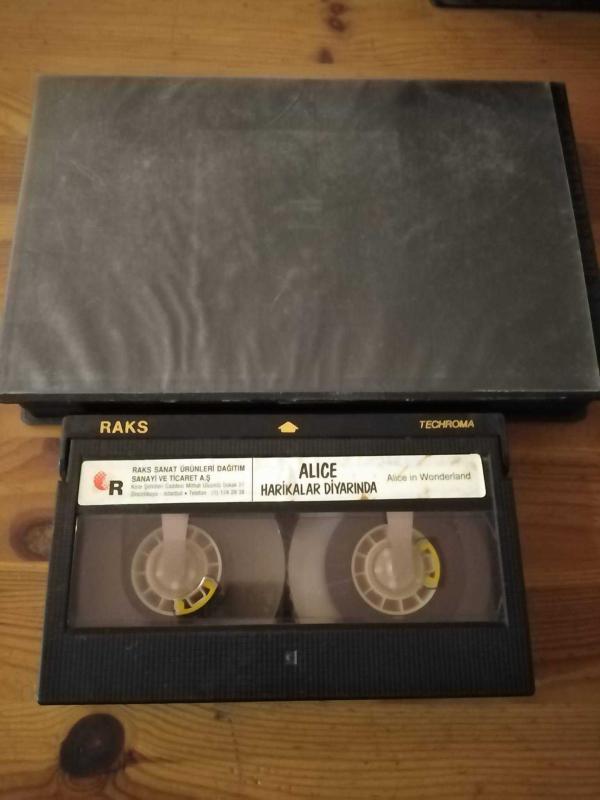 RAKS
TECHROMA
R
RAKS SANAT ÜRÜNLERİ DAĞITIM
SANAYİ VE TİCARET A.Ş
ALICE
HARİKALAR DİYARINDA
Alice in Wonderland